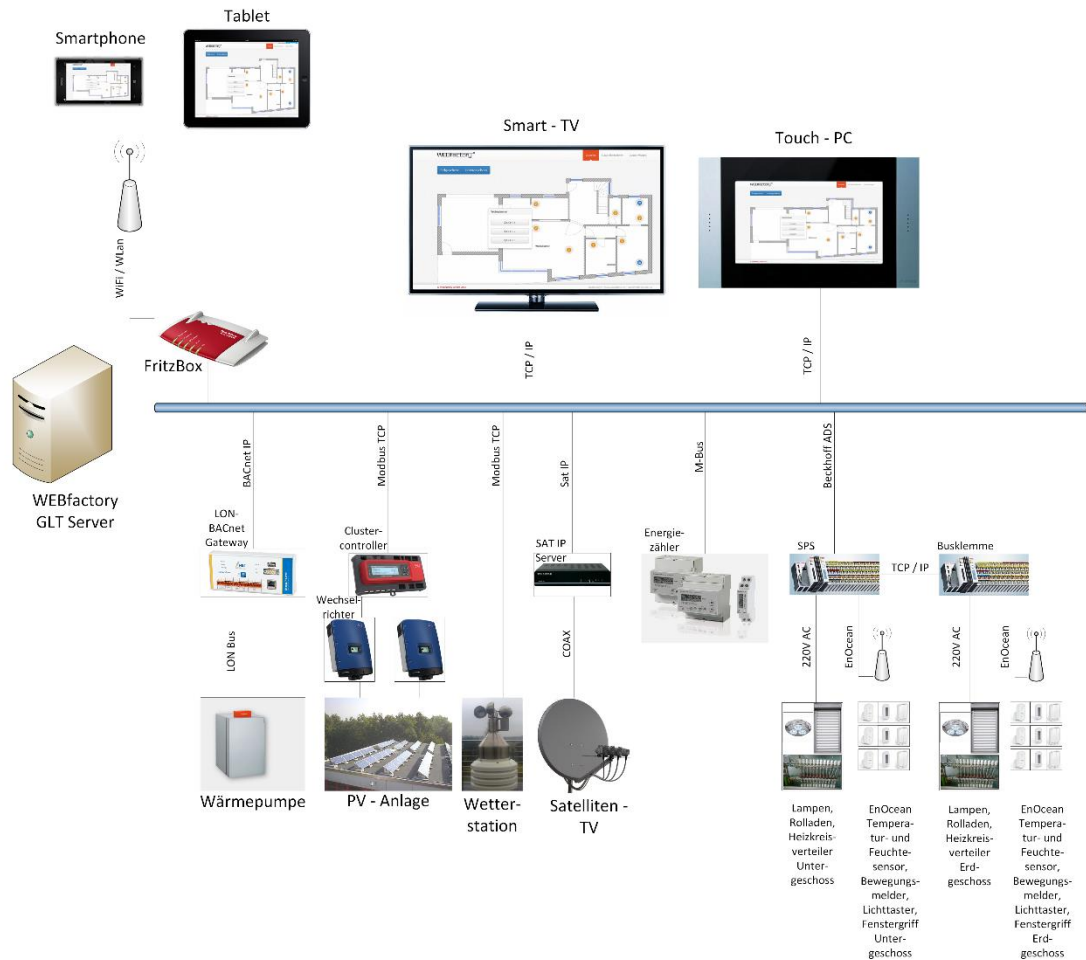 Tablet
Smartphone
Smart - TV
Touch - PC
WEBfactory
WiFi / WLan
FritzBox
TCP / IP
TCP / IP
WEBfactory
GLT Server
BACnet IP
Modbus TCP
Modbus TCP
Sat IP
M-Bus
Beckhoff ADS
LON-
BACnet
Gateway
Cluster-
controller
SAT IP
Server
Energie-
zähler
SPS
TCP / IP
Busklemme
Wechsel-
richter
LON Bus
COAX
220V AC
EnOcean
220V AC
EnOcean
Wärmepumpe
PV - Anlage
Wetter-
station
Satelliten -
TV
Lampen,
Rolladen,
Heizkreis-
verteiler
Unter-
geschoss
EnOcean
Tempera-
tur- und
Feuchte-
sensor,
Bewegungs-
melder,
Lichttaster,
Fenstergriff
Unter-
geschoss
Lampen,
Rolladen,
Heizkreis-
verteiler
Erd-
geschoss
EnOcean
Tempera-
tur- und
Feuchte-
sensor,
Bewegungs-
melder,
Lichttaster,
Fenstergriff
Erd-
geschoss